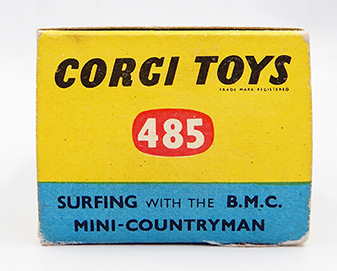 CORGI TOYS
TRADE MARK REGISTERED
485
SURFING WITH THE B.M.C.
MINI-COUNTRYMAN